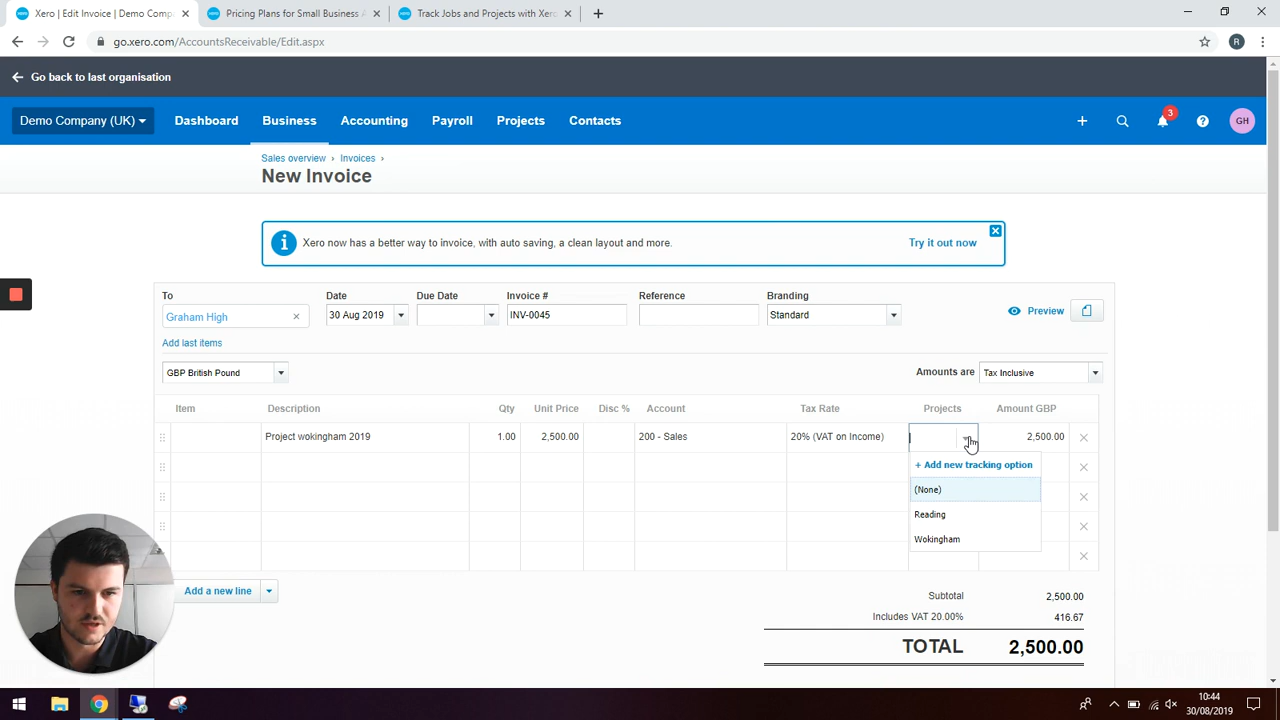 Xero | Edit Invoice | Demo Comp
Pricing Plans for Small Business A
Track Jobs and Projects with Xero
go.xero.com/AccountsReceivable/Edit.aspx
R
Go back to last organisation
Demo Company (UK)
Dashboard
Business
Accounting
Payroll
Projects
Contacts
3
GH
Sales overview › Invoices ›
New Invoice
Xero now has a better way to invoice, with auto saving, a clean layout and more.
Try it out now
To
Date
Due Date
Invoice #
Reference
Branding
Graham High
30 Aug 2019
INV-0045
Standard
Preview
Add last items
GBP British Pound
Amounts are
Tax Inclusive
Item
Description
Qty
Unit Price
Disc %
Account
Tax Rate
Projects
Amount GBP
Project wokingham 2019
1.00
2,500.00
200 - Sales
20% (VAT on Income)
2,500.00
+ Add new tracking option
(None)
Reading
Wokingham
Add a new line
Subtotal
2,500.00
Includes VAT 20.00%
416.67
TOTAL
2,500.00
10:44
30/08/2019